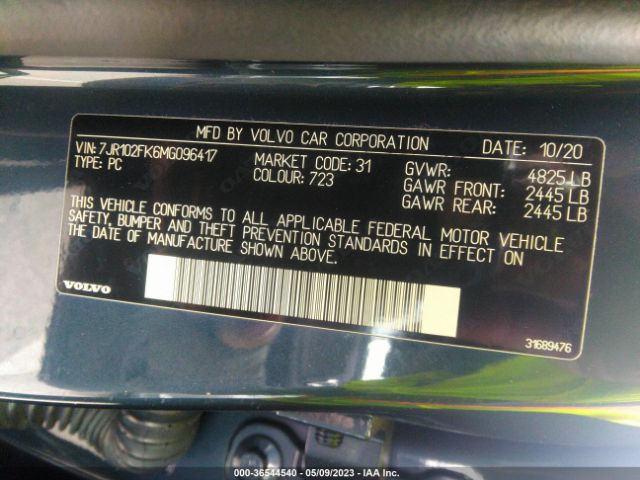 MFD BY VOLVO CAR CORPORATION DATE: 10/20
VIN: 7JR102FK6MG096417 MARKET CODE: 31 GVWR: 4825 LB
TYPE: PC COLOUR: 723 GAWR FRONT: 2445 LB
GAWR REAR: 2445 LB
THIS VEHICLE CONFORMS TO ALL APPLICABLE FEDERAL MOTOR VEHICLE
SAFETY, BUMPER AND THEFT PREVENTION STANDARDS IN EFFECT ON
THE DATE OF MANUFACTURE SHOWN ABOVE.
VOLVO
31689476
000-36544540 - 05/09/2023 - IAA Inc.